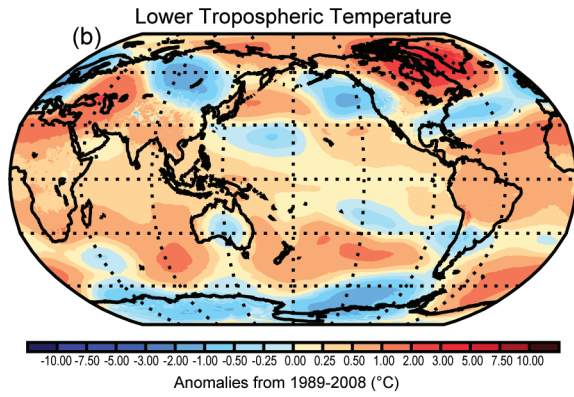 Lower Tropospheric Temperature
(b)
-10.00 -7.50 -5.00 -3.00 -2.00 -1.00 -0.50 -0.25 0.00 0.25 0.50 1.00 2.00 3.00 5.00 7.50 10.00
Anomalies from 1989-2008 (°C)